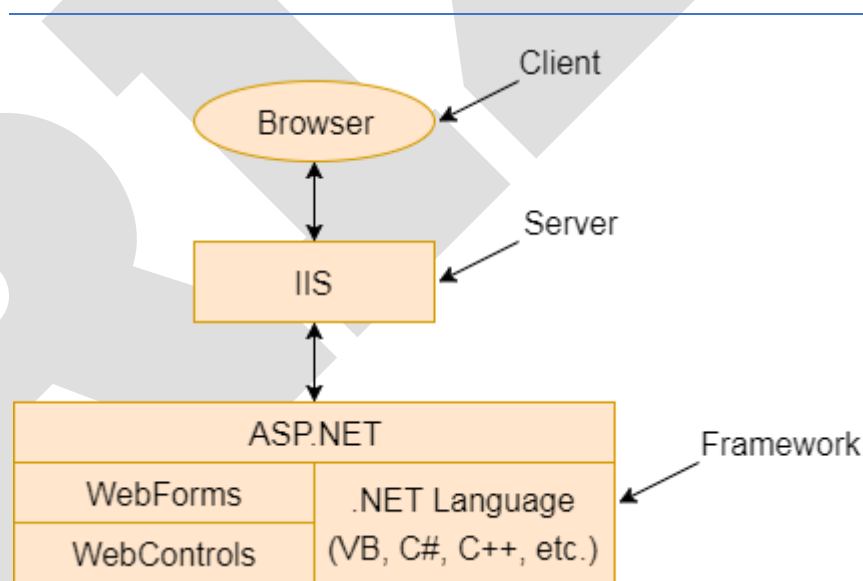 Client
Browser
Server
IIS
ASP.NET
Framework
WebForms
.NET Language
WebControls
(VB, C#, C++, etc.)